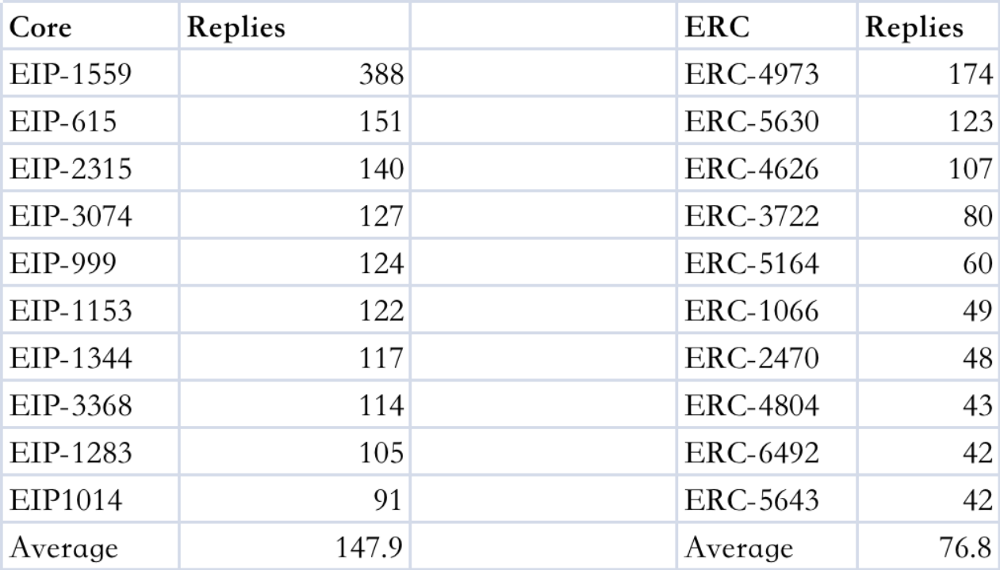 Core Replies ERC Replies
EIP-1559 388 ERC-4973 174
EIP-615 151 ERC-5630 123
EIP-2315 140 ERC-4626 107
EIP-3074 127 ERC-3722 80
EIP-999 124 ERC-5164 60
EIP-1153 122 ERC-1066 49
EIP-1344 117 ERC-2470 48
EIP-3368 114 ERC-4804 43
EIP-1283 105 ERC-6492 42
EIP1014 91 ERC-5643 42
Average 147.9 Average 76.8